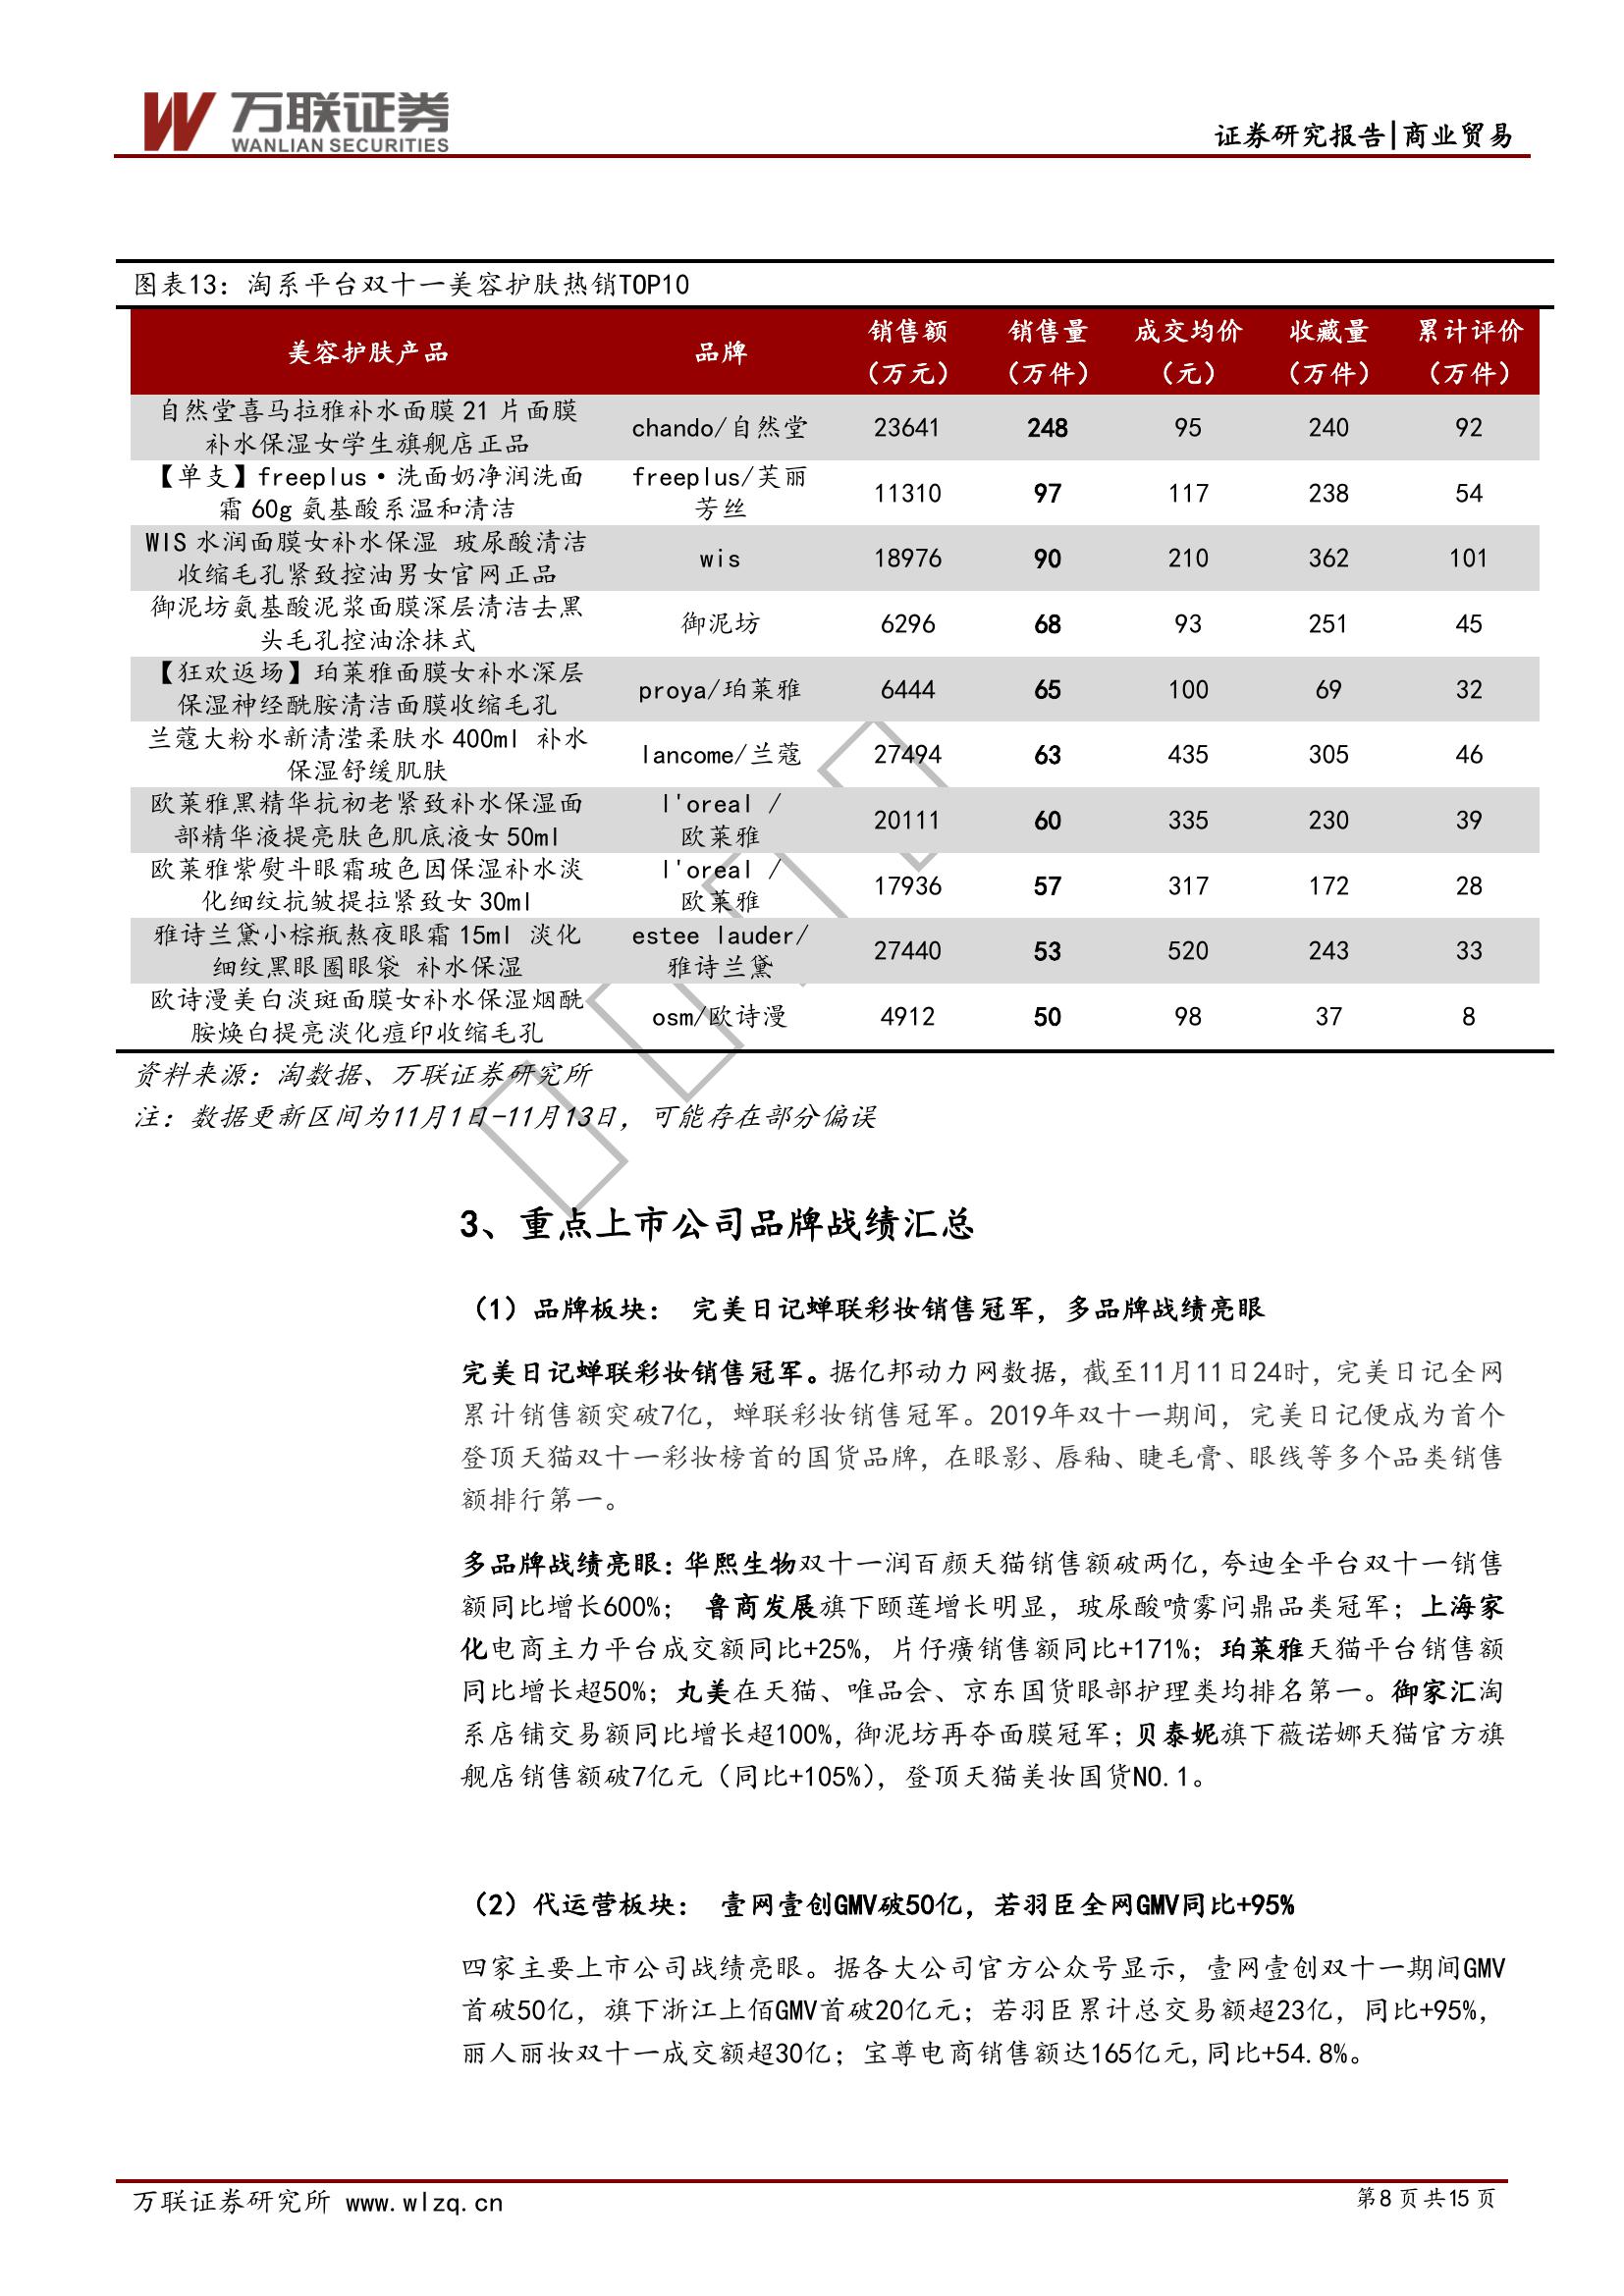 万联证券
WANLIAN SECURITIES
证券研究报告|商业贸易
图表13：淘系平台双十一美容护肤热销TOP10
美容护肤产品 品牌 销售额（万元） 销售量（万件） 成交均价（元） 收藏量（万件） 累计评价（万件）
自然堂喜马拉雅补水面膜 21 片面膜
补水保湿女学生旗舰店正品
chando/自然堂 23641 248 95 240 92
【单支】freeplus·洗面奶净润洗面
霜 60g 氨基酸系温和清洁
freeplus/芙丽
芳丝
11310 97 117 238 54
WIS 水润面膜女补水保湿 玻尿酸清洁
收缩毛孔紧致控油男女官网正品
wis 18976 90 210 362 101
御泥坊氨基酸泥浆面膜深层清洁去黑
头毛孔控油涂抹式
御泥坊 6296 68 93 251 45
【狂欢返场】珀莱雅面膜女补水深层
保湿神经酰胺清洁面膜收缩毛孔
proya/珀莱雅 6444 65 100 69 32
兰蔻大粉水新清滢柔肤水 400ml 补水
保湿舒缓肌肤
lancome/兰蔻 27494 63 435 305 46
欧莱雅黑精华抗初老紧致补水保湿面
部精华液提亮肤色肌底液女 50ml
l'oreal /
欧莱雅
20111 60 335 230 39
欧莱雅紫熨斗眼霜玻色因保湿补水淡
化细纹抗皱提拉紧致女 30ml
l'oreal /
欧莱雅
17936 57 317 172 28
雅诗兰黛小棕瓶熬夜眼霜 15ml 淡化
细纹黑眼圈眼袋 补水保湿
estee lauder/
雅诗兰黛
27440 53 520 243 33
欧诗漫美白淡斑面膜女补水保湿烟酰
胺焕白提亮淡化痘印收缩毛孔
osm/欧诗漫 4912 50 98 37 8
资料来源：淘数据、万联证券研究所
注：数据更新区间为11月1日-11月13日，可能存在部分偏误
3、重点上市公司品牌战绩汇总
（1）品牌板块： 完美日记蝉联彩妆销售冠军，多品牌战绩亮眼
完美日记蝉联彩妆销售冠军。据亿邦动力网数据，截至11月11日24时，完美日记全网
累计销售额突破7亿，蝉联彩妆销售冠军。2019年双十一期间，完美日记便成为首个
登顶天猫双十一彩妆榜首的国货品牌，在眼影、唇釉、睫毛膏、眼线等多个品类销售
额排行第一。
多品牌战绩亮眼：华熙生物双十一润百颜天猫销售额破两亿，夸迪全平台双十一销售
额同比增长600%； 鲁商发展旗下颐莲增长明显，玻尿酸喷雾问鼎品类冠军；上海家
化电商主力平台成交额同比+25%，片仔癀销售额同比+171%；珀莱雅天猫平台销售额
同比增长超50%；丸美在天猫、唯品会、京东国货眼部护理类均排名第一。御家汇淘
系店铺交易额同比增长超100%，御泥坊再夺面膜冠军；贝泰妮旗下薇诺娜天猫官方旗
舰店销售额破7亿元（同比+105%），登顶天猫美妆国货NO.1。
（2）代运营板块： 壹网壹创GMV破50亿，若羽臣全网GMV同比+95%
四家主要上市公司战绩亮眼。据各大公司官方公众号显示，壹网壹创双十一期间GMV
首破50亿，旗下浙江上佰GMV首破20亿元；若羽臣累计总交易额超23亿，同比+95%，
丽人丽妆双十一成交额超30亿；宝尊电商销售额达165亿元,同比+54.8%。
万联证券研究所 www.wlzq.cn
第8 页 共15 页